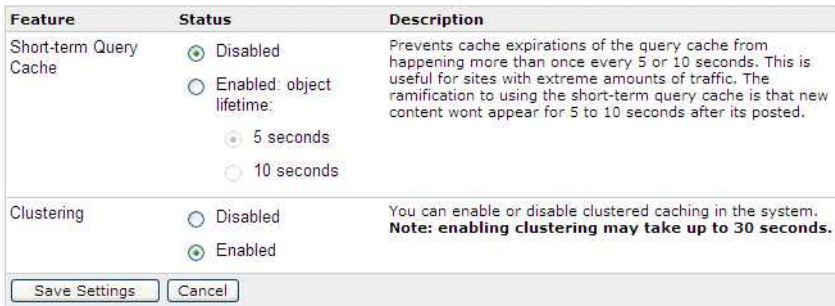 Feature Status Description
Short-term Query Cache
Disabled
Enabled: object lifetime:
5 seconds
10 seconds
Prevents cache expirations of the query cache from
happening more than once every 5 or 10 seconds. This is
useful for sites with extreme amounts of traffic. The
ramification to using the short-term query cache is that new
content wont appear for 5 to 10 seconds after its posted.
Clustering
Disabled
Enabled
You can enable or disable clustered caching in the system.
Note: enabling clustering may take up to 30 seconds.
Save Settings Cancel